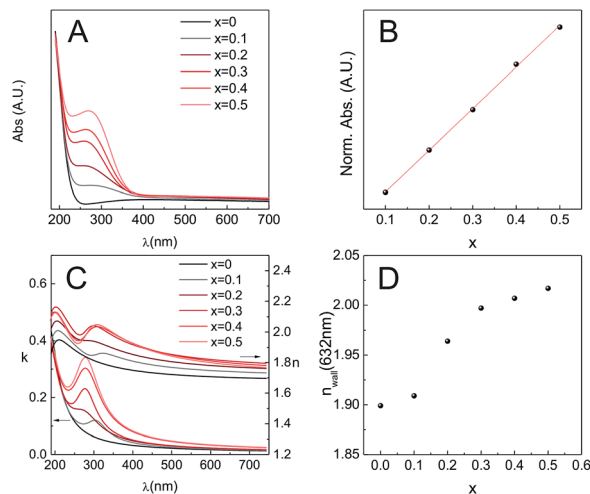 A
x=0
x=0.1
x=0.2
x=0.3
x=0.4
x=0.5
Abs (A.U.)
200 300 400 500 600 700
λ(nm)
B
Norm. Abs. (A.U.)
0.1 0.2 0.3 0.4 0.5
x
C
x=0
x=0.1
x=0.2
x=0.3
x=0.4
x=0.5
0.6
0.4
k
0.2
0.0
2.4
2.2
2.0
1.8
n
1.6
1.4
1.2
200 300 400 500 600 700
λ(nm)
D
2.05
2.00
1.95
1.90
1.85
nwall(632nm)
0.0 0.1 0.2 0.3 0.4 0.5 0.6
x